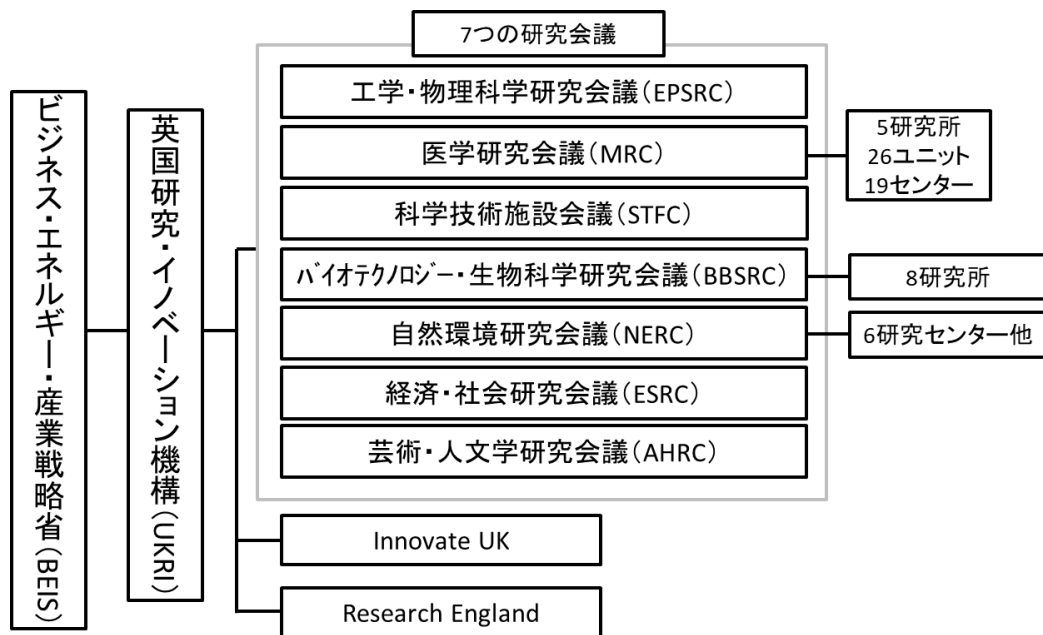 7つの研究会議
ビジネス・エネルギー・産業戦略省(BEIS)
英国研究・イノベーション機構(UKRI)
工学・物理科学研究会議(EPSRC)
医学研究会議(MRC)
5研究所
26ユニット
19センター
科学技術施設会議(STFC)
バイオテクノロジー・生物科学研究会議(BBSRC)
8研究所
自然環境研究会議(NERC)
6研究センター他
経済・社会研究会議(ESRC)
芸術・人文学研究会議(AHRC)
Innovate UK
Research England